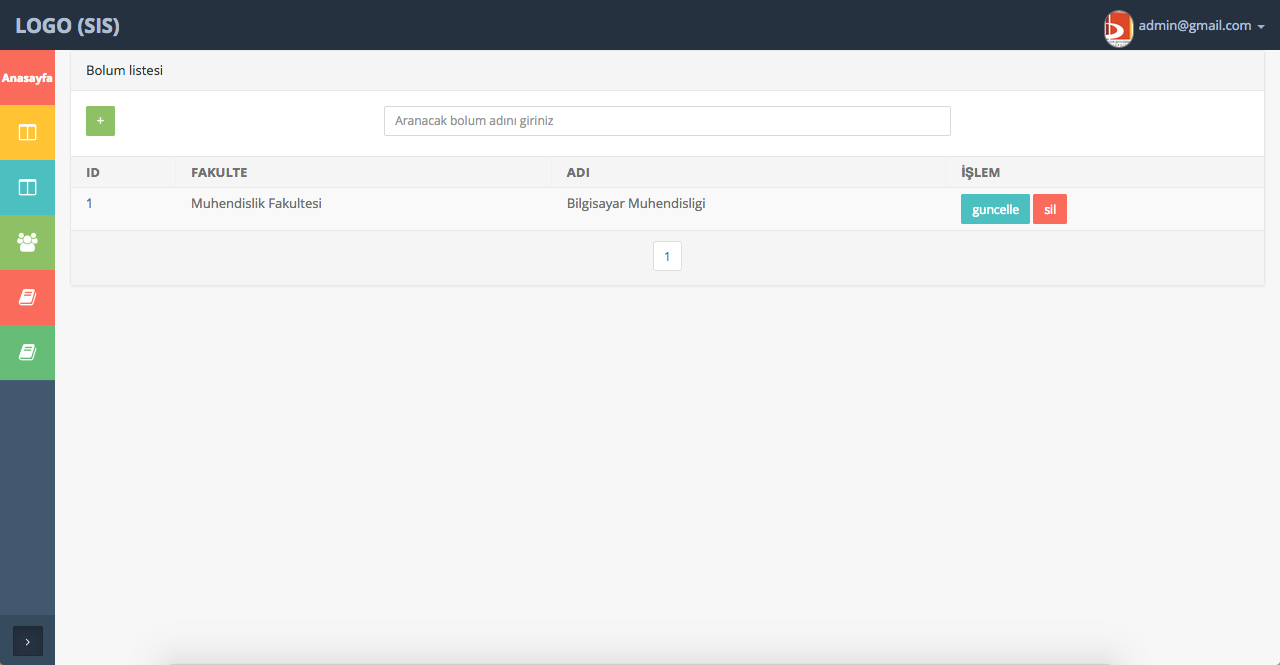 LOGO (SIS)
admin@gmail.com
Anasayfa
Bolum listesi
+
Aranacak bolum adını giriniz
ID FAKULTE ADI İŞLEM
1 Muhendislik Fakultesi Bilgisayar Muhendisligi guncelle sil
1